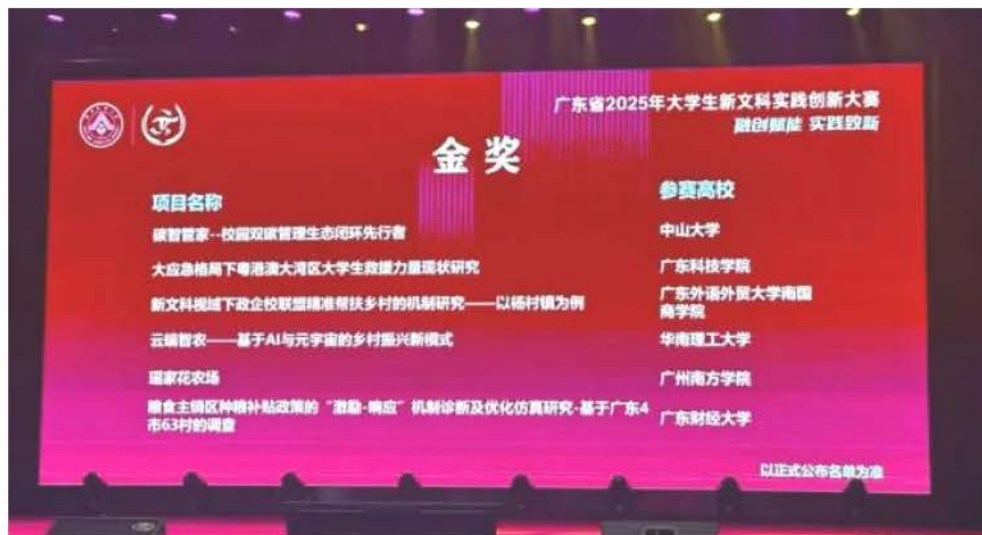 广东省2025年大学生新文科实践创新大赛
融创赋能 实践致新
金奖
项目名称 参赛高校
碳智管家--校园双碳管理生态闭环先行者 中山大学
大应急格局下粤港澳大湾区大学生救援力量现状研究 广东科技学院
新文科视域下政企校联盟精准帮扶乡村的机制研究——以杨村镇为例 广东外语外贸大学南国
商学院
云端智农——基于AI与元宇宙的乡村振兴新模式 华南理工大学
瑶家花农场 广州南方学院
粮食主销区种粮补贴政策的“激励-响应”机制诊断及优化仿真研究-基于广东4
市63村的调查 广东财经大学
以正式公布名单为准